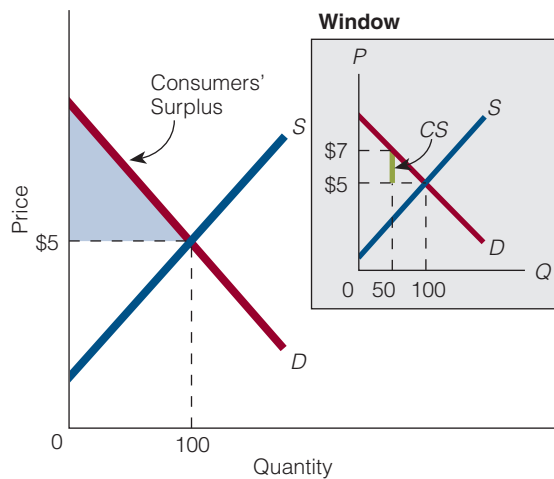 Window
P
S
CS
$7
$5
D
Q
0
50
100
Consumers'
Surplus
S
Price
$5
D
0
100
Quantity